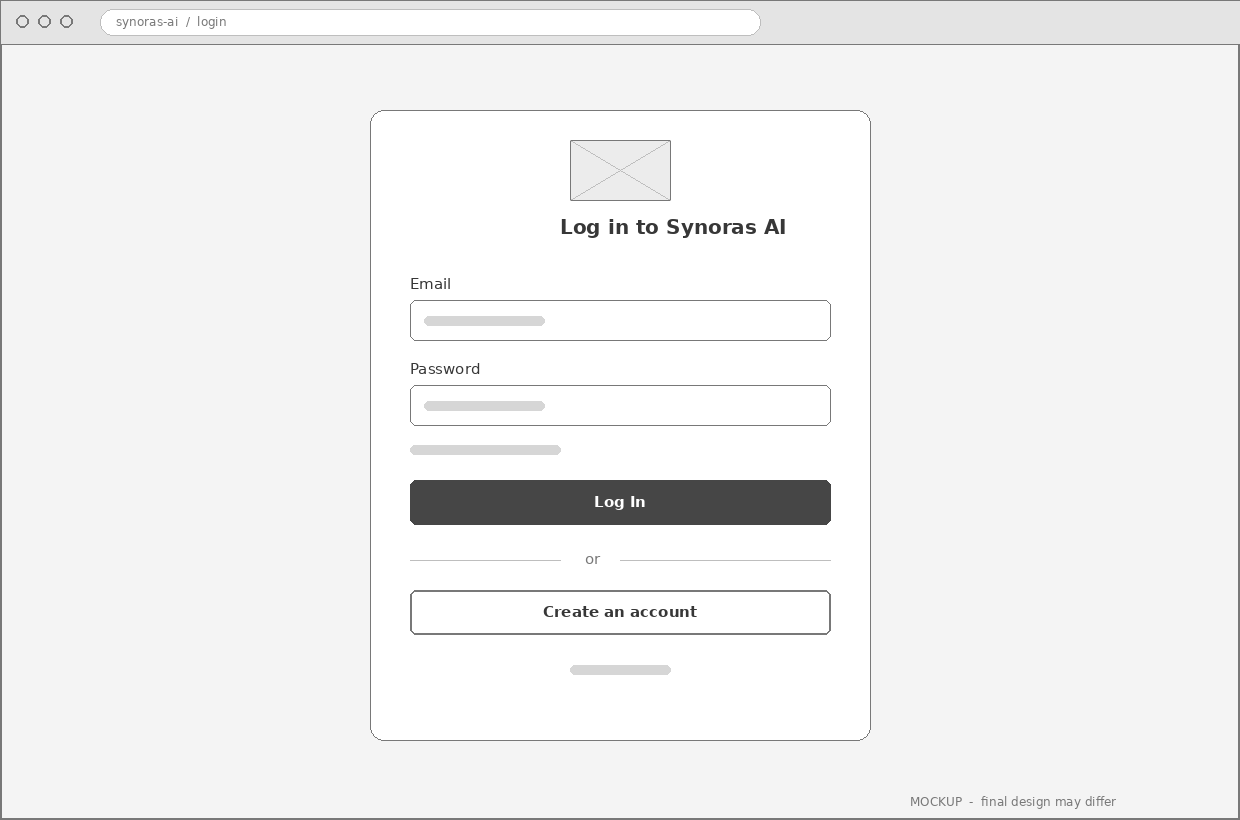 synoras-ai / login
Log in to Synoras AI
Email
Password
Log In
or
Create an account
MOCKUP - final design may differ